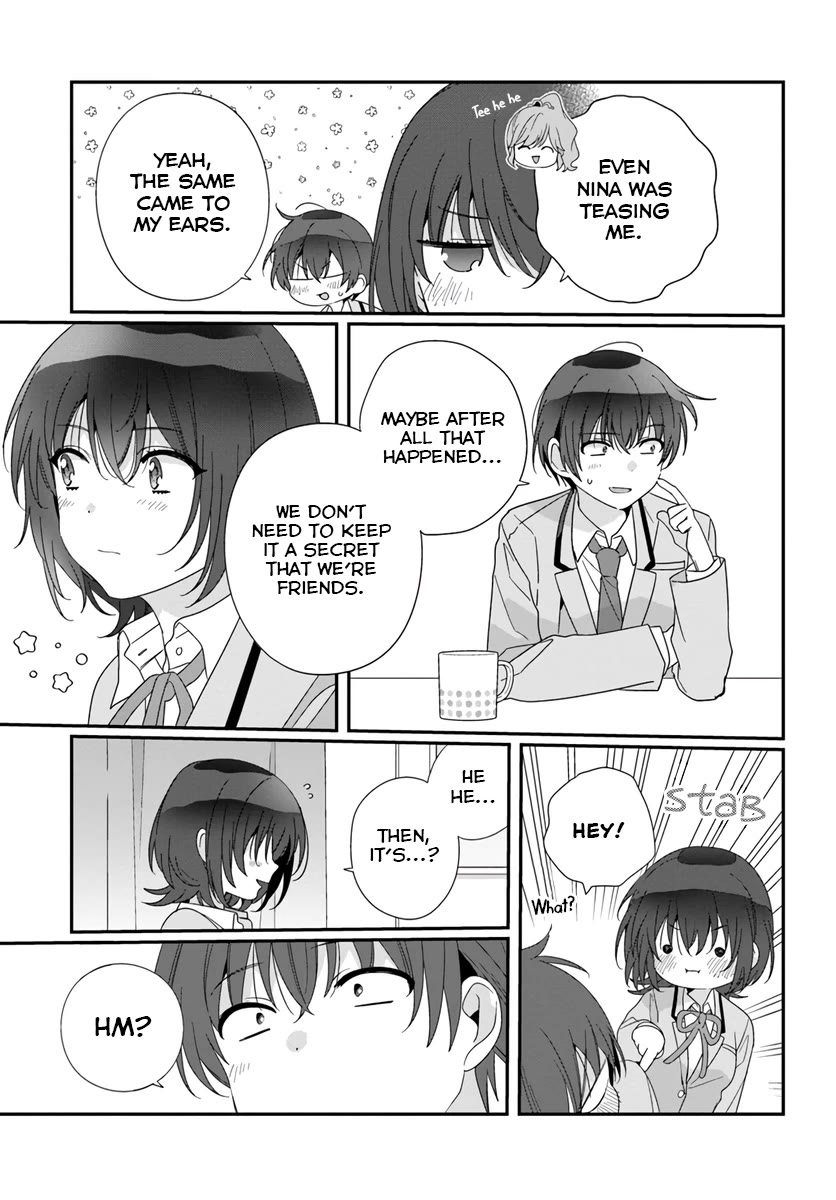 Tee he he
EVEN
NINA WAS
TEASING
ME.
YEAH,
THE SAME
CAME TO
MY EARS.
MAYBE AFTER
ALL THAT
HAPPENED...
WE DON'T
NEED TO KEEP
IT A SECRET
THAT WE'RE
FRIENDS.
STAB
HEY!
What?
HE
HE...
THEN,
IT'S...?
HM?